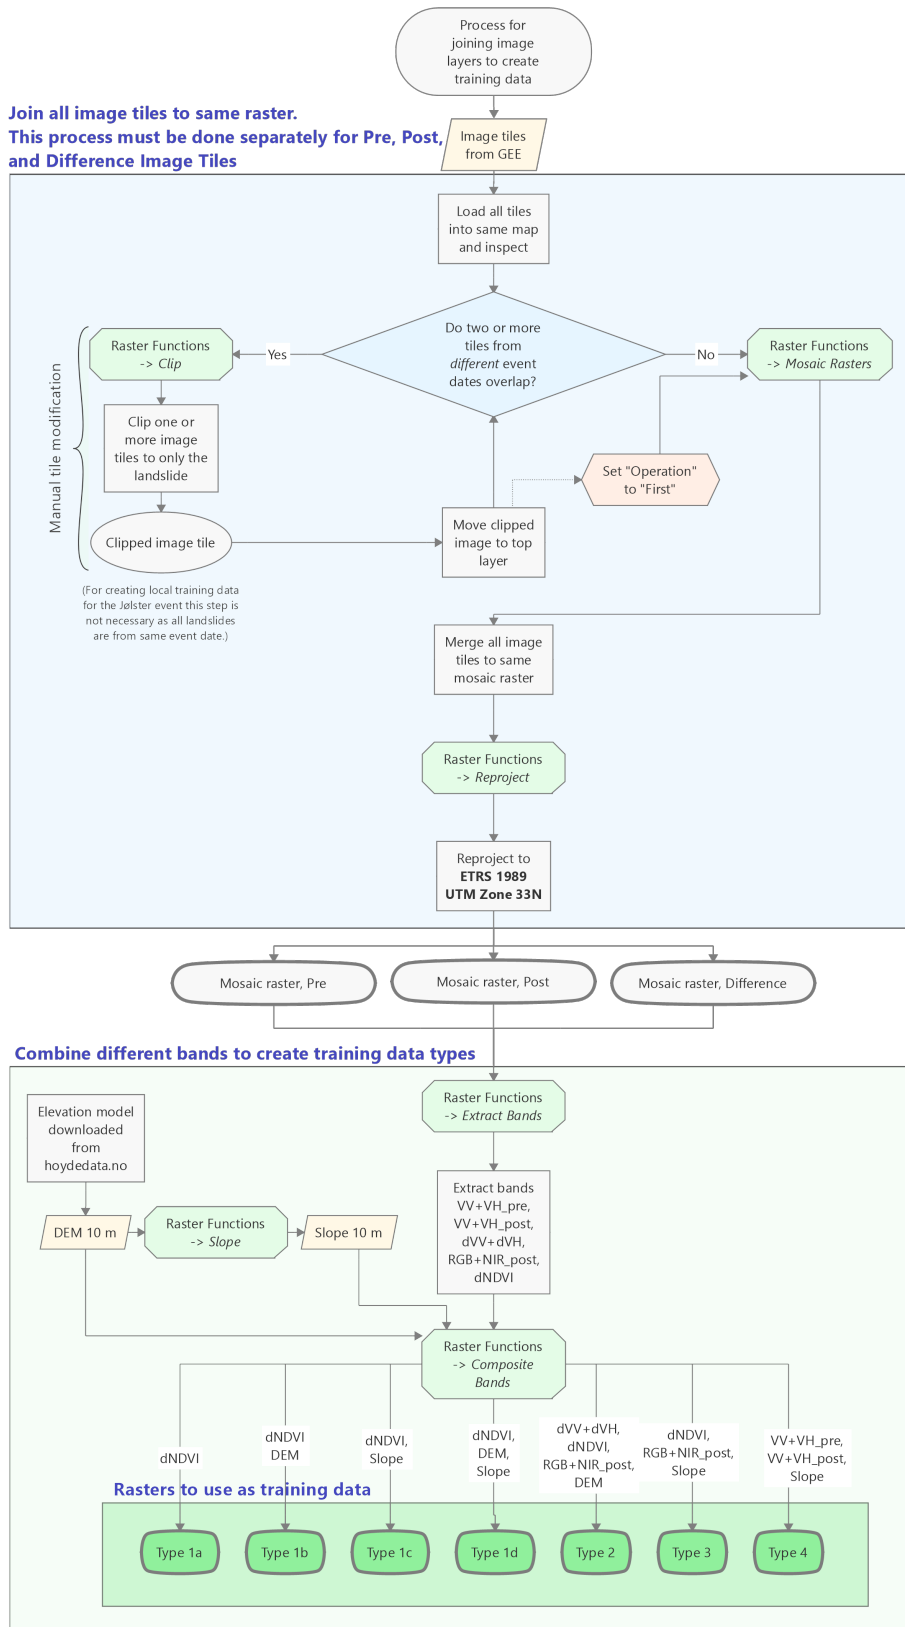 Process for
joining image
layers to create
training data
Join all image tiles to same raster.
This process must be done separately for Pre, Post,
and Difference Image Tiles
Image tiles
from GEE
Load all tiles
into same map
and inspect
Do two or more
tiles from
different event
dates overlap?
Yes
No
Raster Functions
-> Clip
Raster Functions
-> Mosaic Rasters
Manual tile modification
Clip one or
more image
tiles to only the
landslide
Set "Operation"
to "First"
Clipped image tile
Move clipped
image to top
layer
(For creating local training data
for the Jølster event this step is
not necessary as all landslides
are from same event date.)
Merge all image
tiles to same
mosaic raster
Raster Functions
-> Reproject
Reproject to
ETRS 1989
UTM Zone 33N
Mosaic raster, Pre
Mosaic raster, Post
Mosaic raster, Difference
Combine different bands to create training data types
Raster Functions
-> Extract Bands
Elevation model
downloaded
from
hoydedata.no
Extract bands
VV+VH_pre,
VV+VH_post,
dVV+dVH,
RGB+NIR_post,
dNDVI
DEM 10 m
Raster Functions
-> Slope
Slope 10 m
Raster Functions
-> Composite
Bands
dNDVI
dNDVI
DEM
dNDVI,
Slope
dNDVI,
DEM,
Slope
dVV+dVH,
dNDVI,
RGB+NIR_post,
DEM
dNDVI,
RGB+NIR_post,
Slope
VV+VH_pre,
VV+VH_post,
Slope
Rasters to use as training data
Type 1a
Type 1b
Type 1c
Type 1d
Type 2
Type 3
Type 4